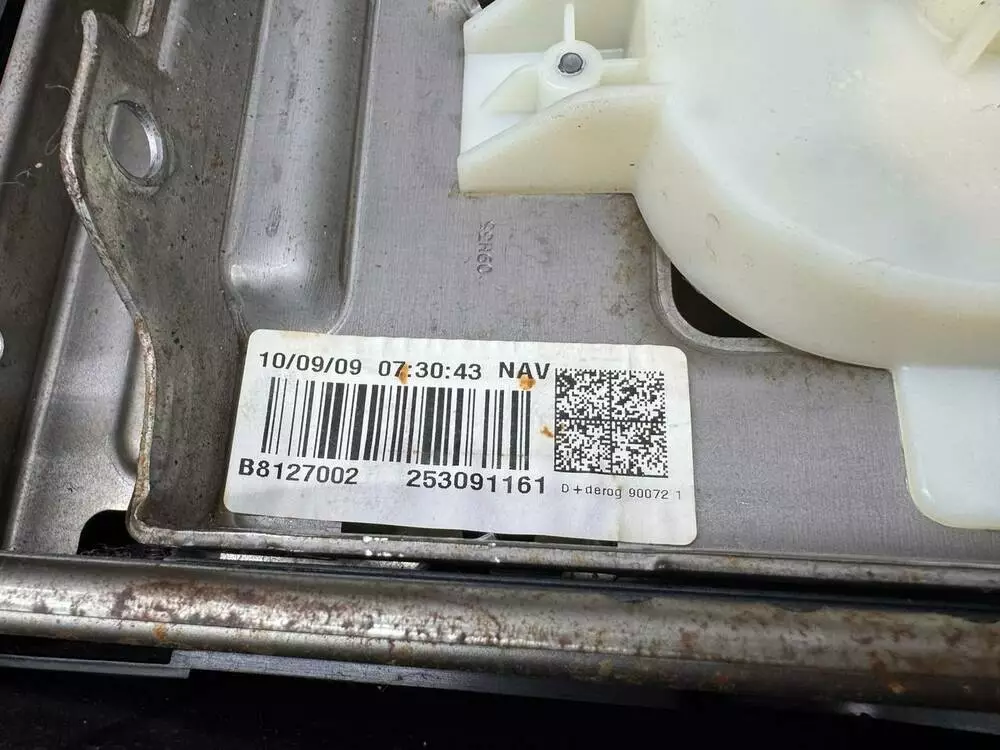 10/09/09 07:30:43 NAV
B8127002 253091161
D+derog 90072 1